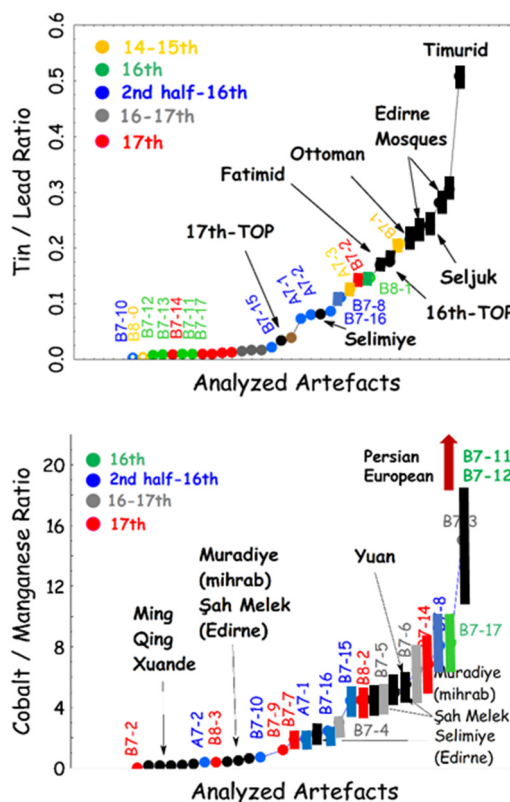 0.6
0.5
0.4
0.3
0.2
0.1
0.0
Tin / Lead Ratio
14-15th
16th
2nd half-16th
16-17th
17th
Timurid
Edirne
Mosques
Ottoman
Fatimid
17th-TOP
Seljuk
16th-TOP
Selimiye
B7-10
B8-0
B7-12
B7-13
B7-14
B7-11
B7-17
B7-15
A7-1
A7-2
A7-3
B7-2
B7-1
B8-1
B7-8
B7-16
Analyzed Artefacts
20
16
12
8
4
0
Cobalt / Manganese Ratio
16th
2nd half-16th
16-17th
17th
Persian
European
B7-11
B7-12
Muradiye
(mihrab)
Şah Melek
(Edirne)
Ming
Qing
Xuande
Yuan
B7-2
A7-2
B8-3
B7-10
B7-9
B7-7
A7-1
B7-16
B7-15
B8-2
B7-5
B7-6
B7-14
B7-17
B7-4
Muradiye
(mihrab)
Şah Melek
Selimiye
(Edirne)
Analyzed Artefacts